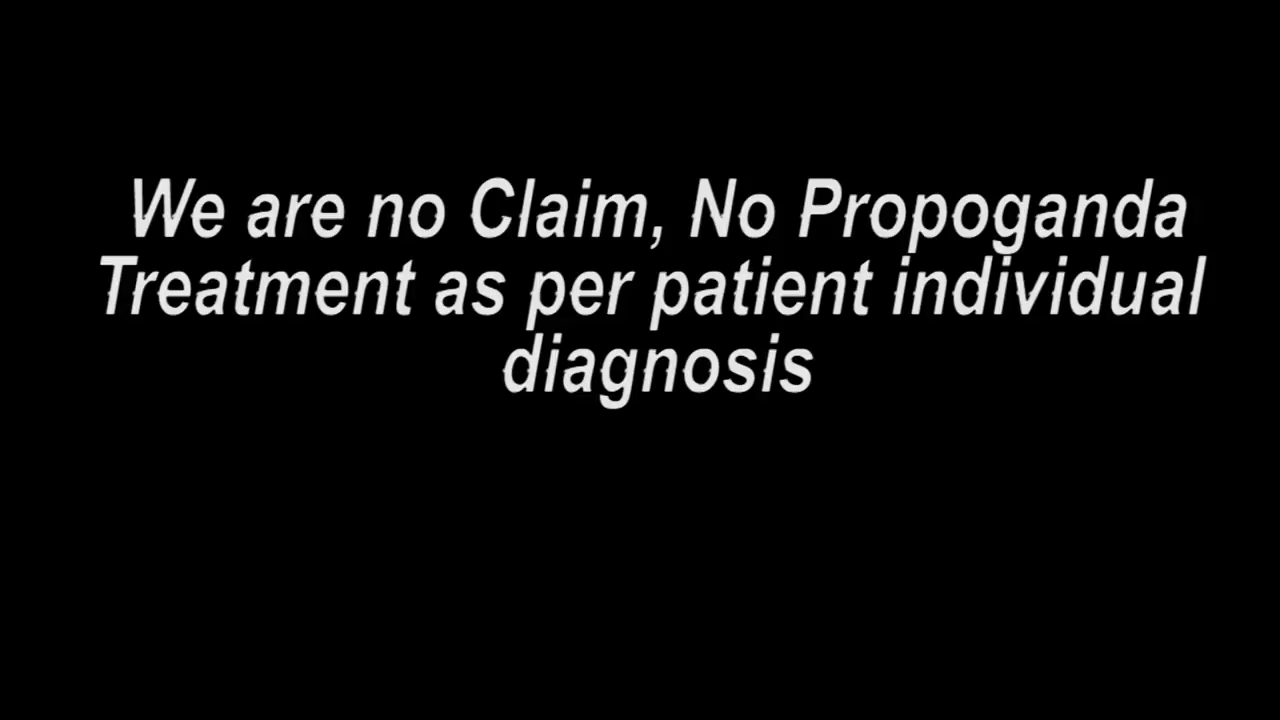 We are no Claim, No Propoganda
Treatment as per patient individual
diagnosis